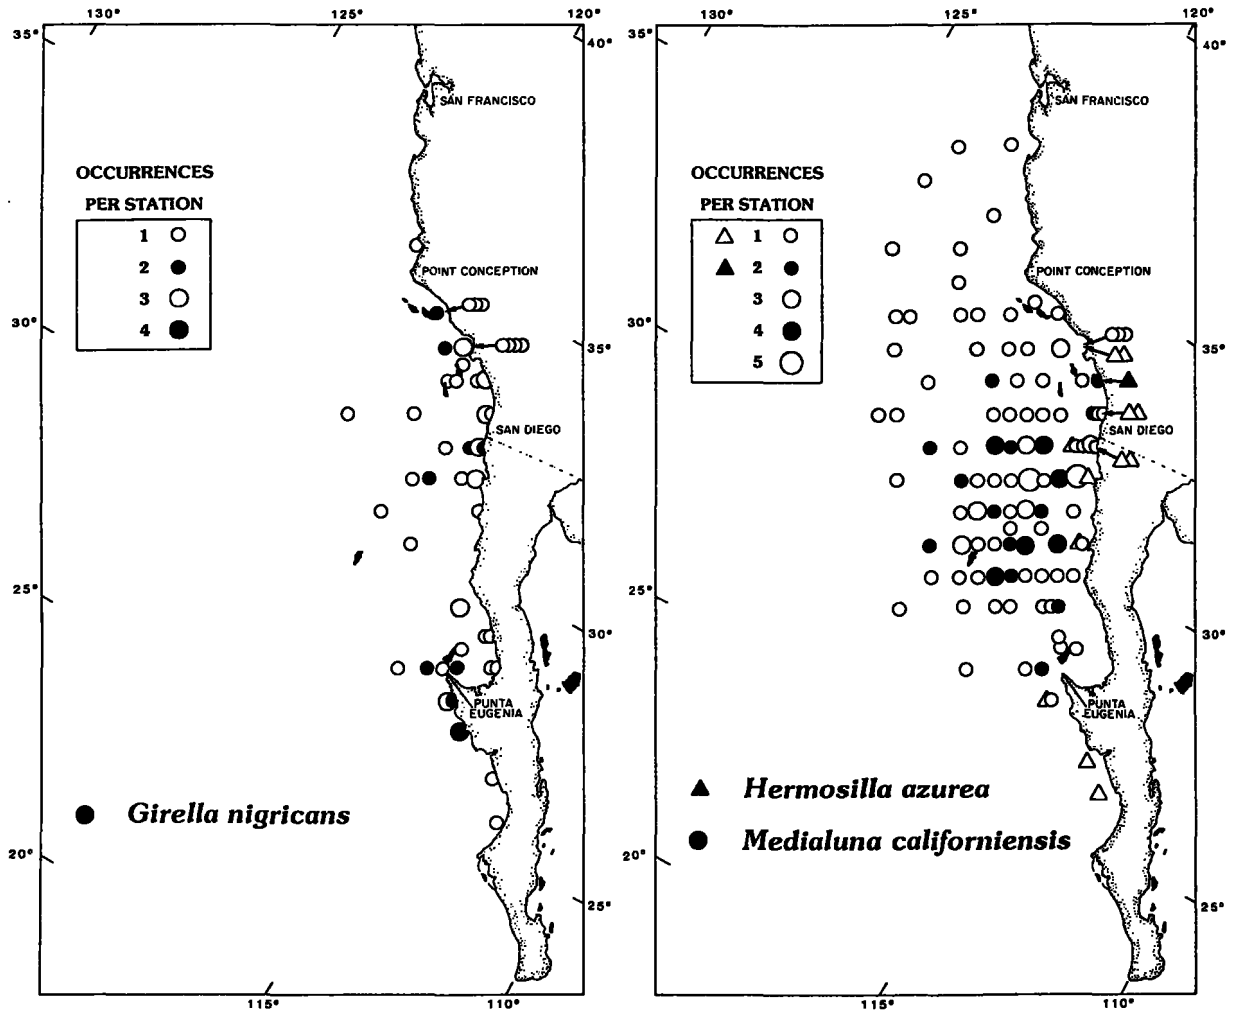 130°
125°
120°
35°
40°
SAN FRANCISCO
OCCURRENCES
PER STATION
1
2
3
4
POINT CONCEPTION
30°
35°
SAN DIEGO
25°
30°
PUNTA
EUGENIA
Girella nigricans
20°
25°
115°
110°
130°
125°
120°
35°
40°
SAN FRANCISCO
OCCURRENCES
PER STATION
1
2
3
4
5
POINT CONCEPTION
30°
35°
SAN DIEGO
25°
30°
PUNTA
EUGENIA
Hermosilla azurea
Medialuna californiensis
20°
25°
115°
110°